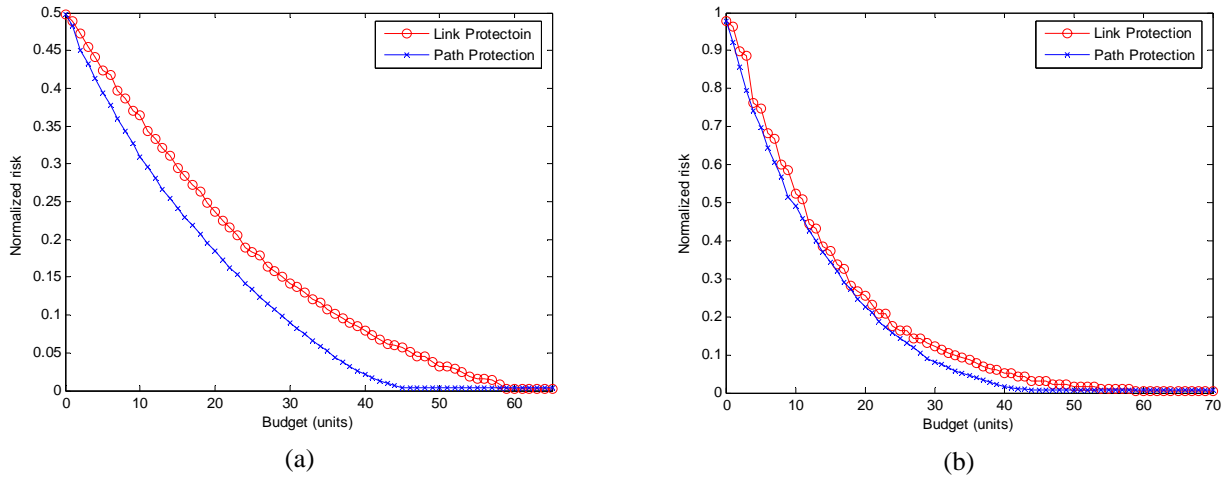 0.5
0.45
0.4
0.35
0.3
0.25
0.2
0.15
0.1
0.05
0
Normalized risk
0 10 20 30 40 50 60
Budget (units)
Link Protectoin
Path Protection
(a)
1
0.9
0.8
0.7
0.6
0.5
0.4
0.3
0.2
0.1
0
Normalized risk
0 10 20 30 40 50 60 70
Budget (units)
Link Protection
Path Protection
(b)